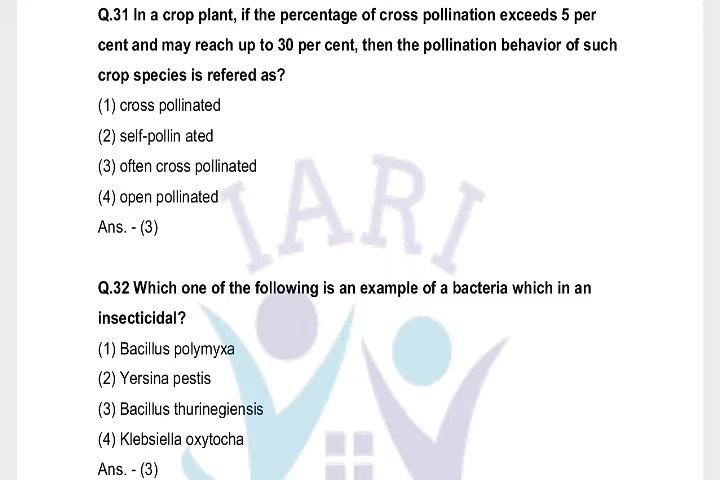 Q.31 In a crop plant, if the percentage of cross pollination exceeds 5 per
cent and may reach up to 30 per cent, then the pollination behavior of such
crop species is refered as?
(1) cross pollinated
(2) self-pollin ated
(3) often cross pollinated
(4) open pollinated
Ans. - (3)
IARI
Q.32 Which one of the following is an example of a bacteria which in an
insecticidal?
(1) Bacillus polymyxa
(2) Yersina pestis
(3) Bacillus thurinegiensis
(4) Klebsiella oxytocha
Ans. - (3)